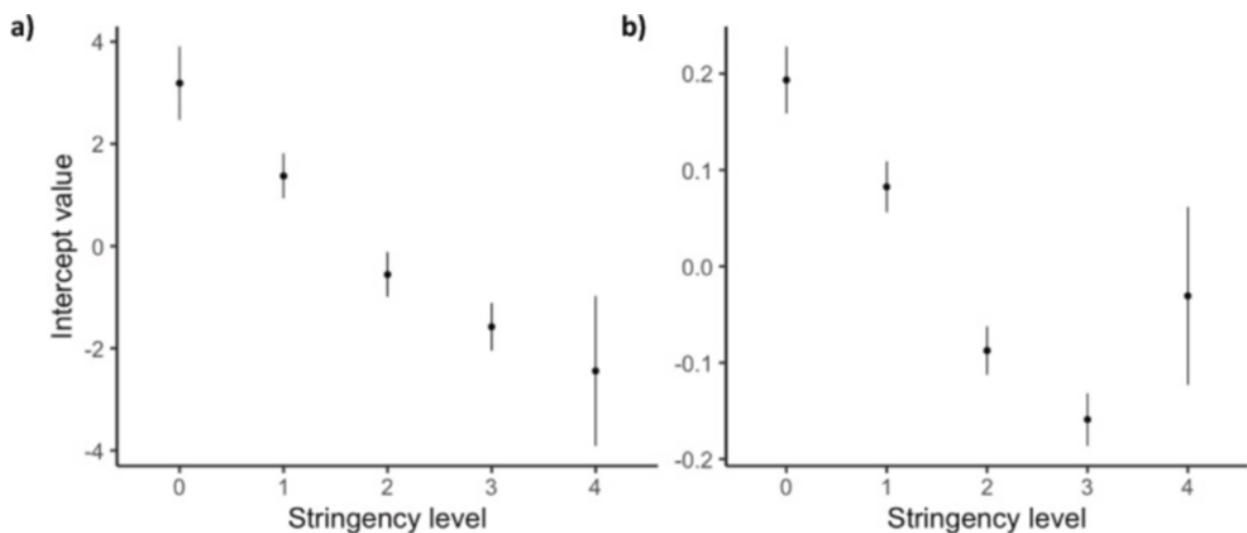 a)
Intercept value
4
2
0
-2
-4
0 1 2 3 4
Stringency level
b)
0.2
0.1
0.0
-0.1
-0.2
0 1 2 3 4
Stringency level